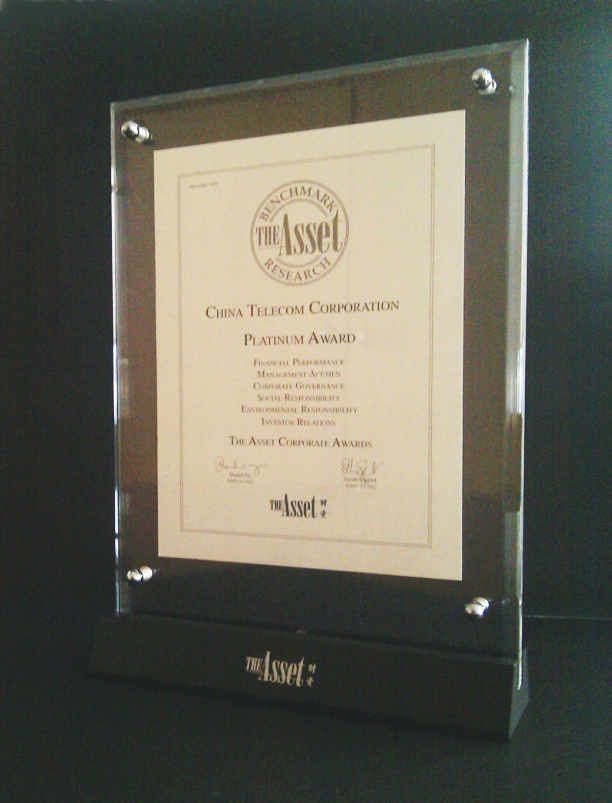 BENCHMARK
THE Asset
RESEARCH
CHINA TELECOM CORPORATION
PLATINUM AWARD
FINANCIAL PERFORMANCE
MANAGEMENT ACUMEN
CORPORATE GOVERNANCE
SOCIAL RESPONSIBILITY
ENVIRONMENTAL RESPONSIBILITY
INVESTOR RELATIONS
THE ASSET CORPORATE AWARDS
THE Asset
THE Asset